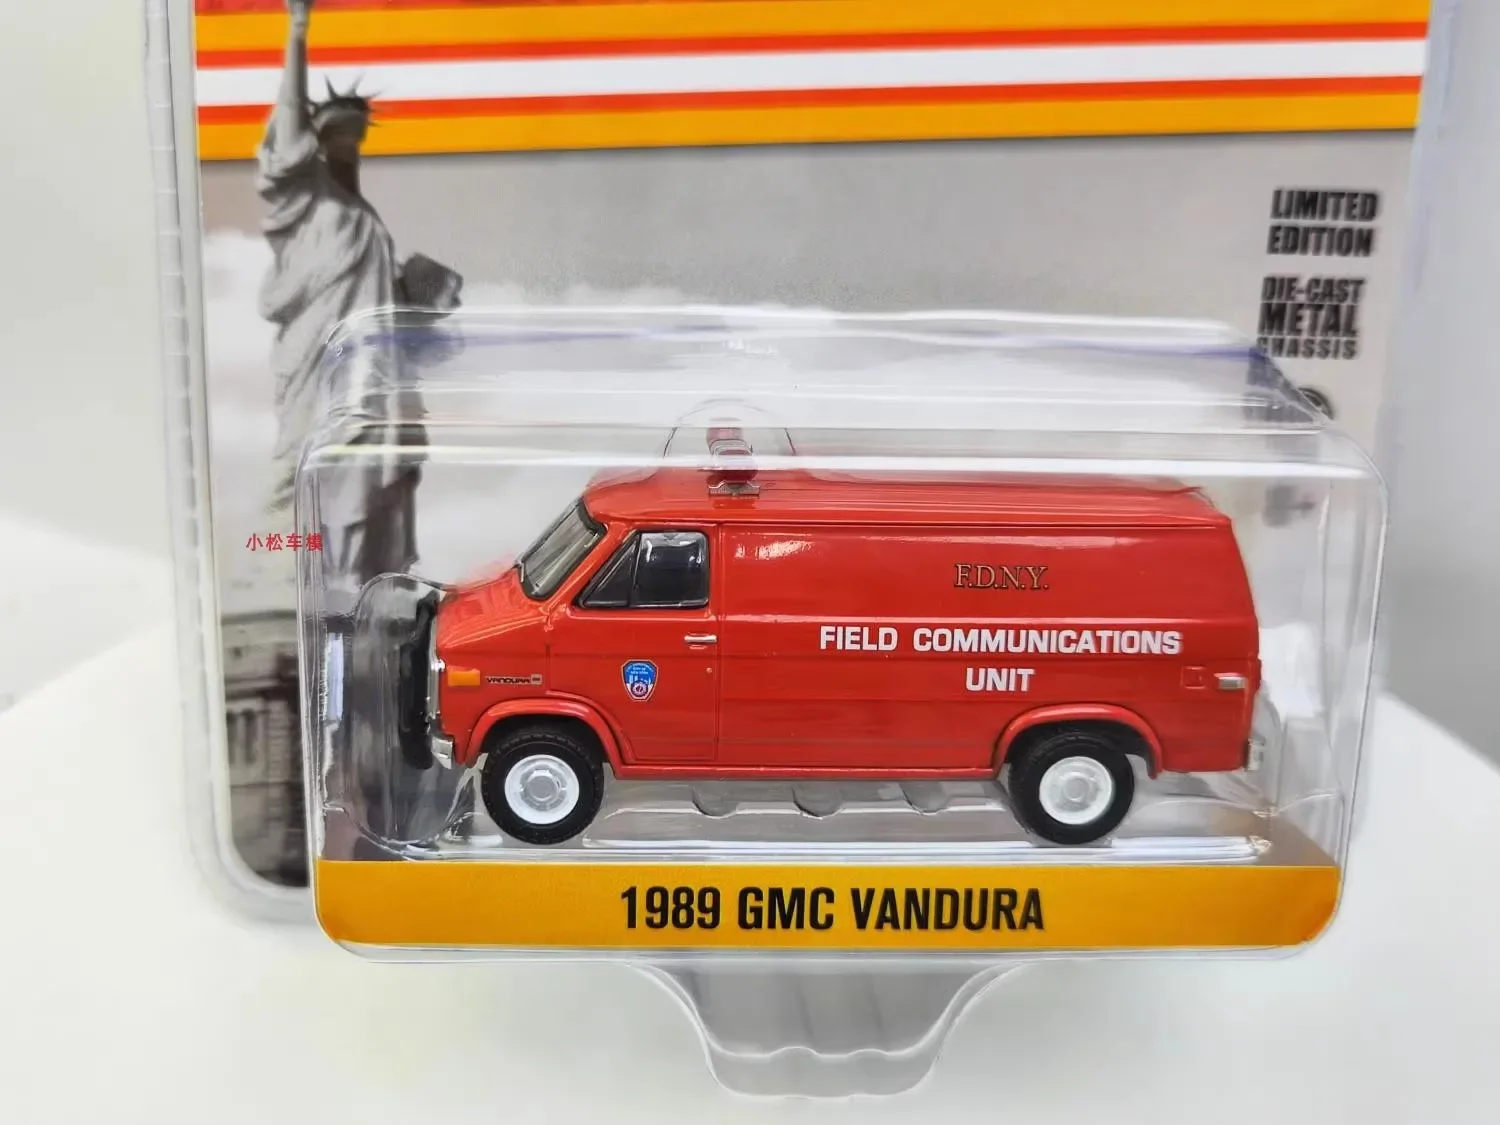 LIMITED
EDITION
DIE-CAST
METAL
CHASSIS
小松车模
F.D.N.Y.
FIELD COMMUNICATIONS
UNIT
VANDURA
1989 GMC VANDURA